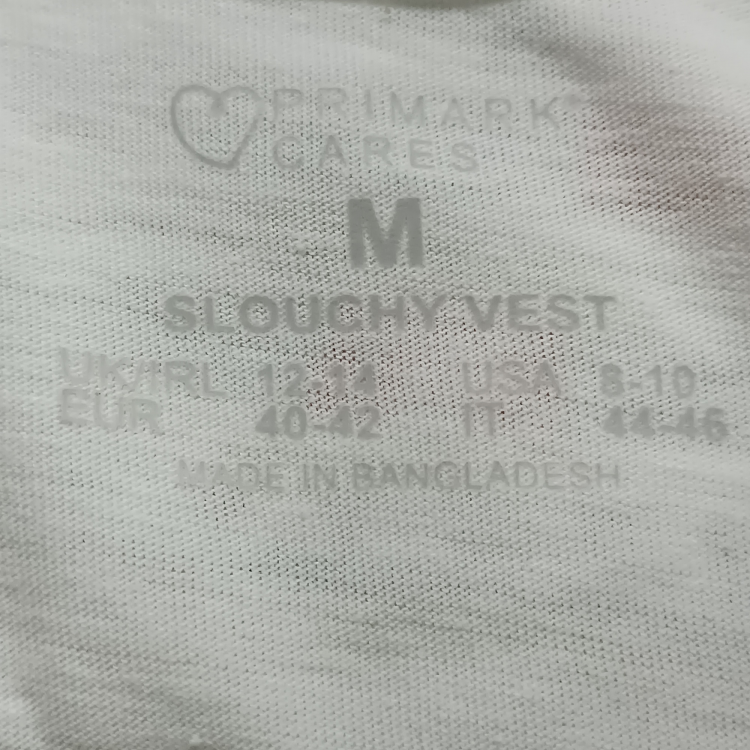 PRIMARK®
CARES
M
SLOUCHY VEST
UK/IRL 12-14 USA 8-10
EUR 40-42 IT 44-46
MADE IN BANGLADESH